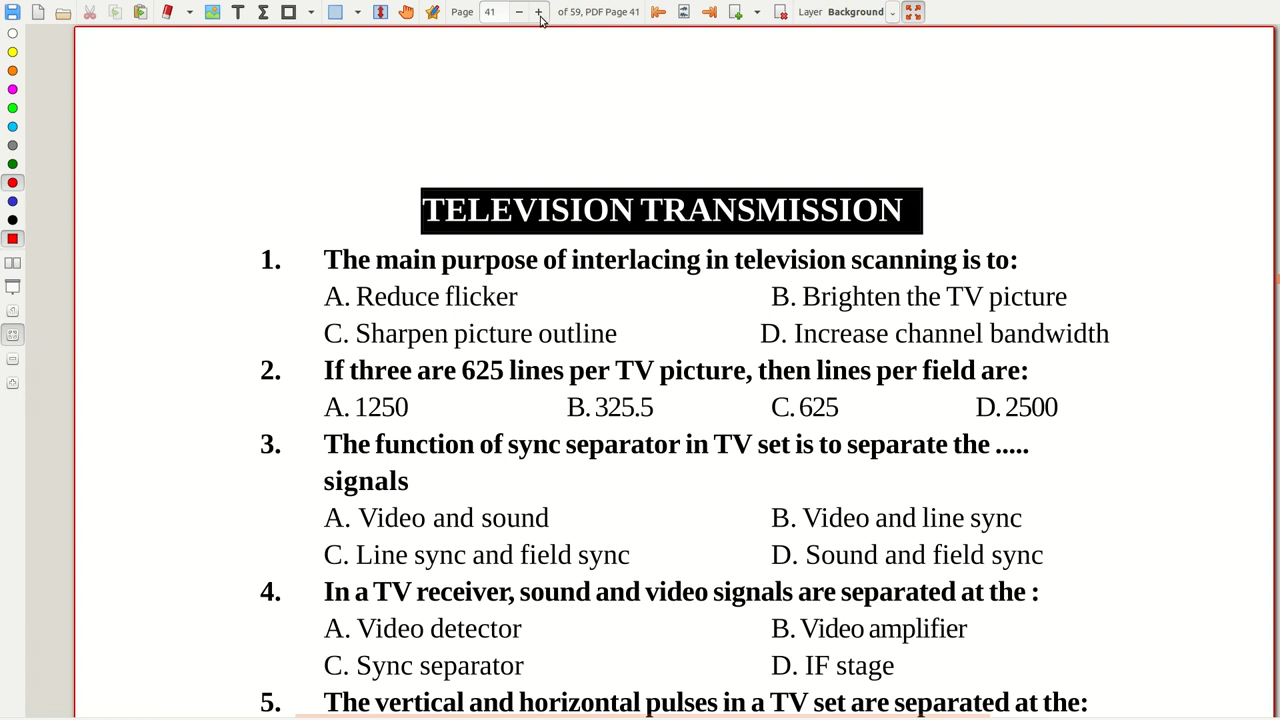 Page 41 − + of 59, PDF Page 41 Layer Background
TELEVISION TRANSMISSION
1. The main purpose of interlacing in television scanning is to:
A. Reduce flicker B. Brighten the TV picture
C. Sharpen picture outline D. Increase channel bandwidth
2. If three are 625 lines per TV picture, then lines per field are:
A. 1250 B. 325.5 C. 625 D. 2500
3. The function of sync separator in TV set is to separate the .....
signals
A. Video and sound B. Video and line sync
C. Line sync and field sync D. Sound and field sync
4. In a TV receiver, sound and video signals are separated at the :
A. Video detector B. Video amplifier
C. Sync separator D. IF stage
5. The vertical and horizontal pulses in a TV set are separated at the: